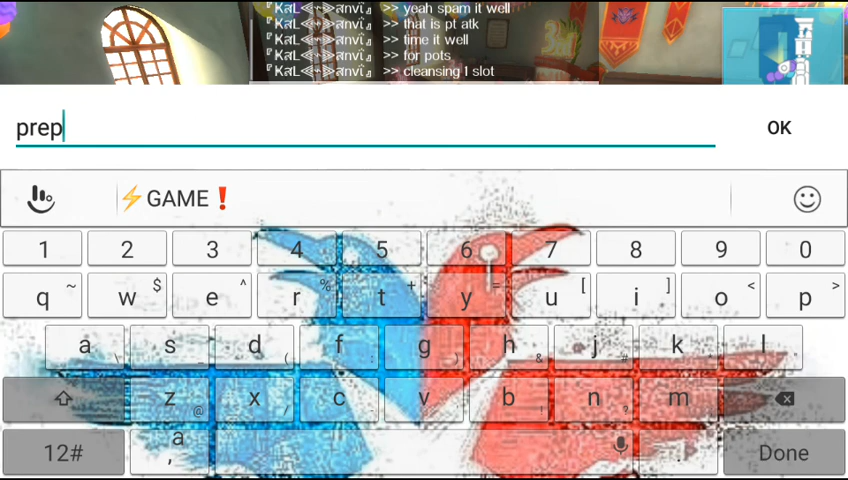 >> yeah spam it well
>> that is pt atk
>> time it well
>> for pots
>> cleansing 1 slot
prep
OK
⚡GAME❗
1 2 3 4 5 6 7 8 9 0
q ~ w $ e ^ r % t + y = u [ i ] o < p >
a \ s _ d ( f : g ) h & j # k l
z @ x / c v b ! n ? m
12# a , . Done